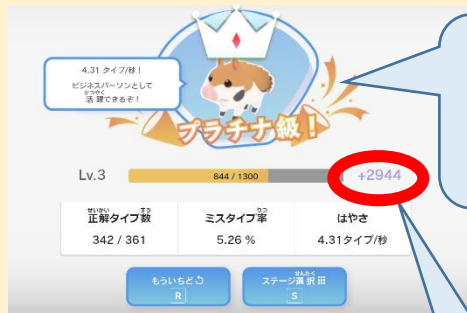 4.31 タイプ/秒！
ビジネスパーソンとして
かつやく
活躍できるぞ！
プラチナ級！
Lv.3
844 / 1300
+2944
せいかい すう
正解タイプ数
342 / 361
りつ
ミスタイプ率
5.26 %
はやさ
4.31タイプ/秒
もういちど
R
せんたく
ステージ選択
S